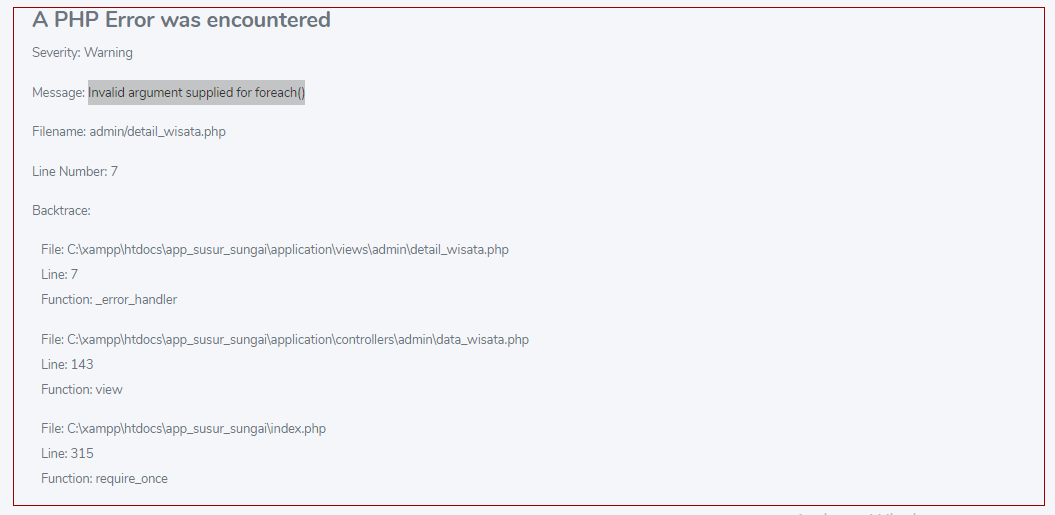 A PHP Error was encountered
Severity: Warning
Message: Invalid argument supplied for foreach()
Filename: admin/detail_wisata.php
Line Number: 7
Backtrace:
File: C:\xampp\htdocs\app_susur_sungai\application\views\admin\detail_wisata.php
Line: 7
Function: _error_handler
File: C:\xampp\htdocs\app_susur_sungai\application\controllers\admin\data_wisata.php
Line: 143
Function: view
File: C:\xampp\htdocs\app_susur_sungai\index.php
Line: 315
Function: require_once